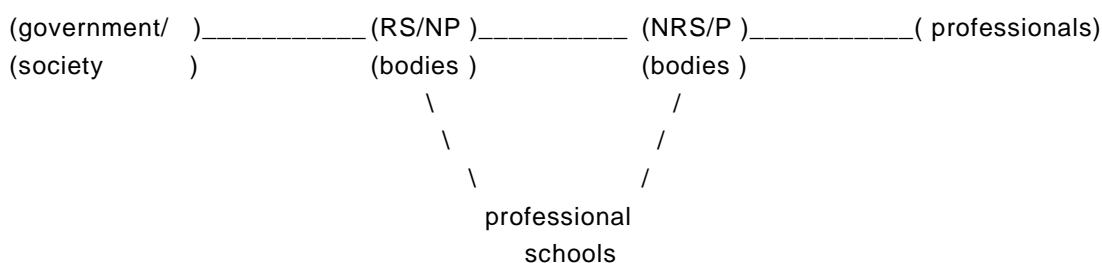 (government/ )___________(RS/NP )__________ (NRS/P )___________( professionals)
(society ) (bodies ) (bodies )
\ /
\ /
\ /
professional
schools